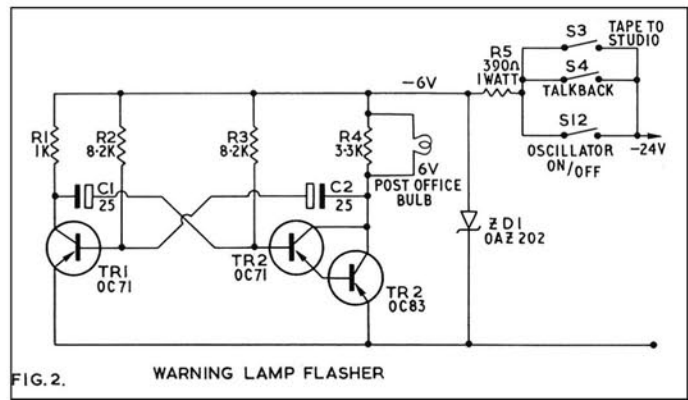 S3
TAPE TO
STUDIO
R5
390Ω
1WATT
S4
TALKBACK
-6V
S12
OSCILLATOR
ON/OFF
-24V
R1
1K
R2
8·2K
R3
8·2K
R4
3·3K
6V
POST OFFICE
BULB
C1
25
C2
25
TR1
OC71
TR2
OC71
TR2
OC83
ZD1
OAZ 202
FIG. 2.
WARNING LAMP FLASHER